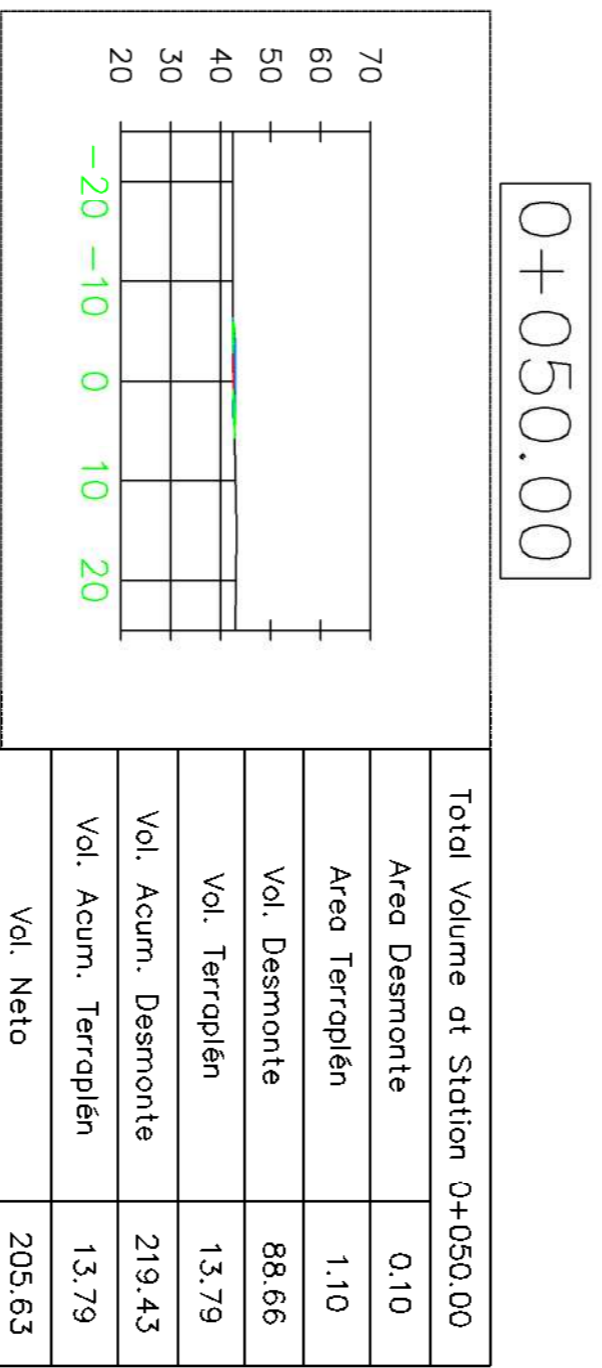 0+050.00
70
60
50
40
30
20
-20 -10 0 10 20
Total Volume at Station 0+050.00
Area Desmonte 0.10
Area Terraplén 1.10
Vol. Desmonte 88.66
Vol. Terraplén 13.79
Vol. Acum. Desmonte 219.43
Vol. Acum. Terraplén 13.79
Vol. Neto 205.63